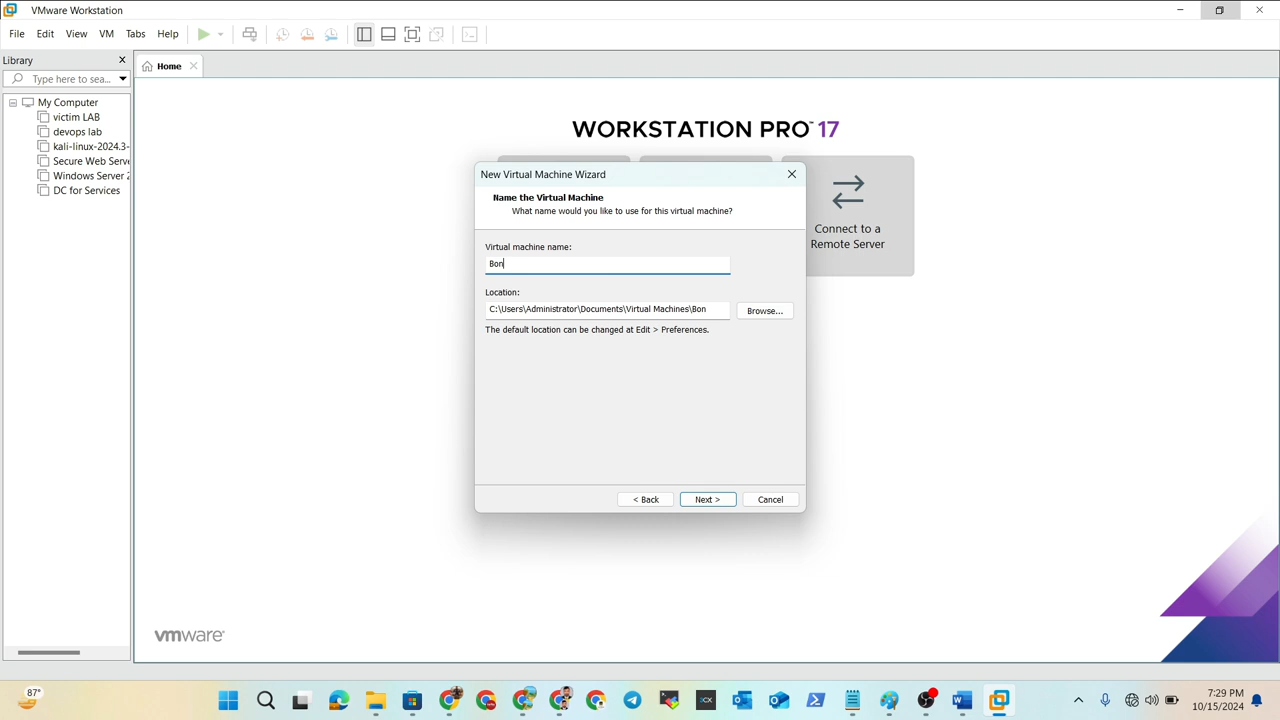 VMware Workstation
File Edit View VM Tabs Help
Library
Type here to sea...
Home
My Computer
victim LAB
devops lab
kali-linux-2024.3-
Secure Web Serve
Windows Server 2
DC for Services
WORKSTATION PRO™ 17
Connect to a
Remote Server
New Virtual Machine Wizard
Name the Virtual Machine
What name would you like to use for this virtual machine?
Virtual machine name:
Bon
Location:
C:\Users\Administrator\Documents\Virtual Machines\Bon
Browse...
The default location can be changed at Edit > Preferences.
< Back
Next >
Cancel
vmware®
87°
7:29 PM
10/15/2024